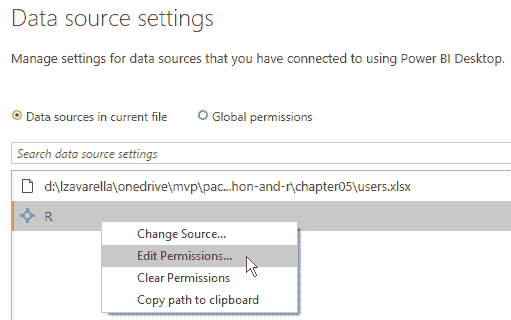 Data source settings
Manage settings for data sources that you have connected to using Power BI Desktop.
Data sources in current file
Global permissions
Search data source settings
d:\lzavarella\onedrive\mvp\pac...hon-and-r\chapter05\users.xlsx
R
Change Source...
Edit Permissions...
Clear Permissions
Copy path to clipboard